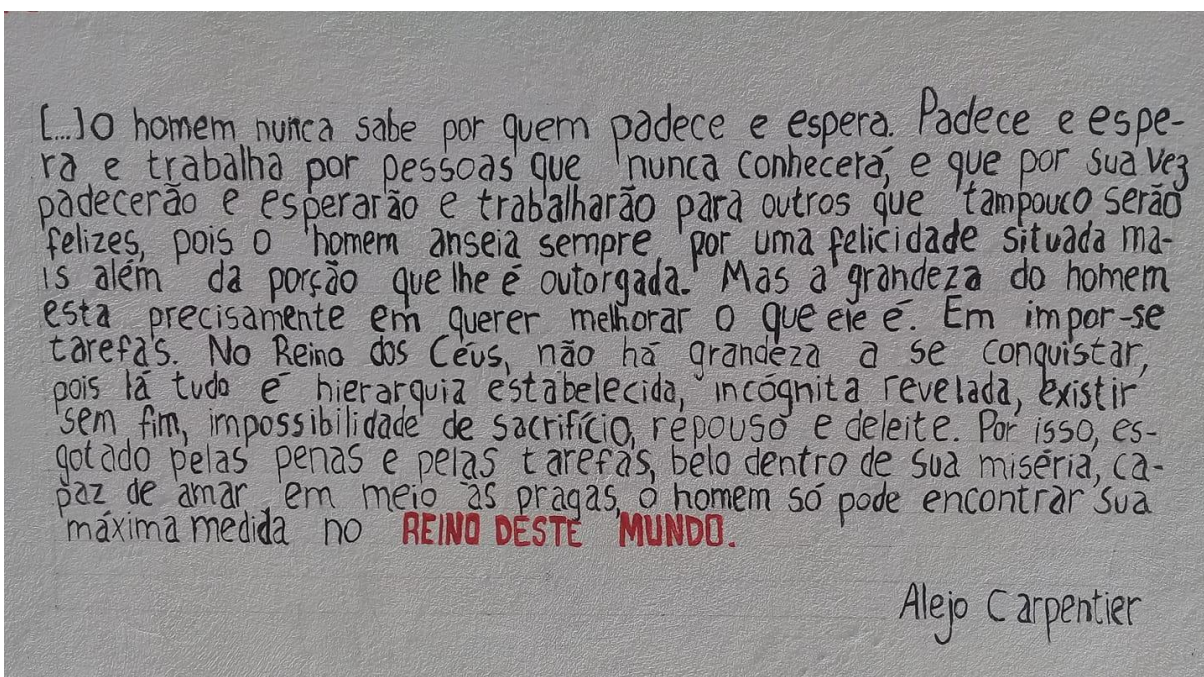 [...]O homem nunca sabe por quem padece e espera. Padece e espe-
ra e trabalha por pessoas que nunca conhecerá, e que por sua vez
padecerão e esperarão e trabalharão para outros que tampouco serão
felizes, pois o homem anseia sempre por uma felicidade situada ma-
is além da porção que lhe é outorgada. Mas a grandeza do homem
esta precisamente em querer melhorar o que ele é. Em impor-se
tarefas. No Reino dos Céus, não há grandeza a se conquistar,
pois lá tudo é hierarquia estabelecida, incógnita revelada, existir
sem fim, impossibilidade de sacrifício, repouso e deleite. Por isso, es-
gotado pelas penas e pelas tarefas, belo dentro de sua miséria, ca-
paz de amar em meio às pragas, o homem só pode encontrar sua
máxima medida no REINO DESTE MUNDO.
Alejo Carpentier